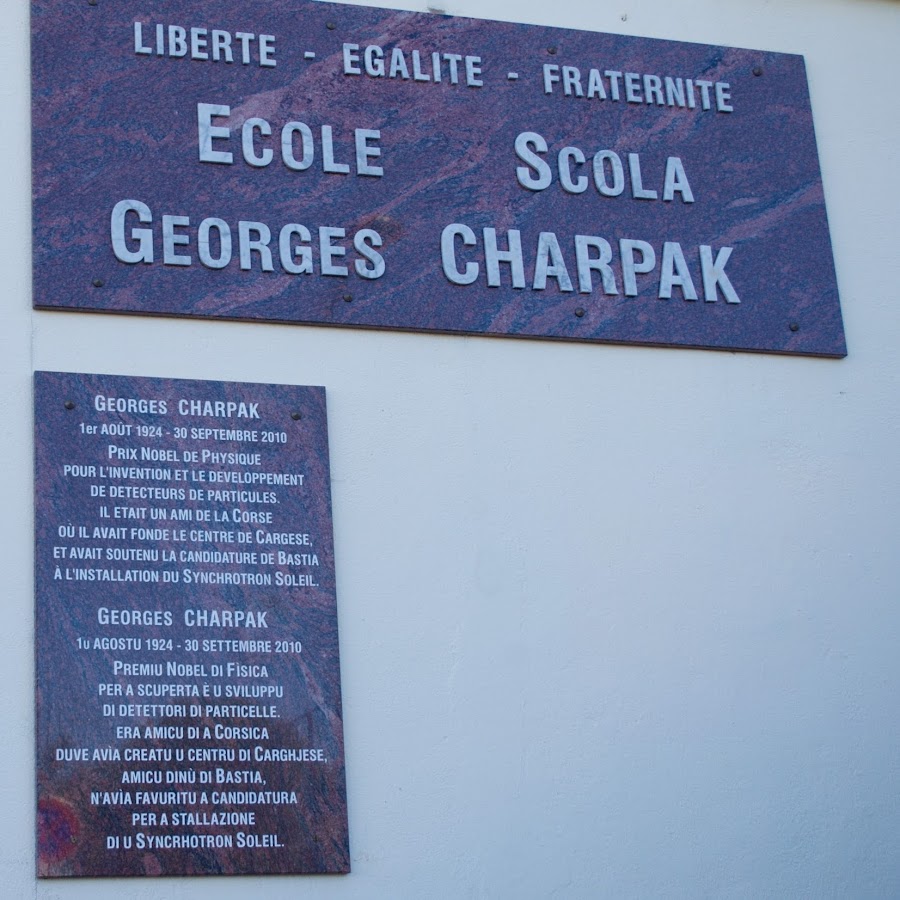 LIBERTE - EGALITE - FRATERNITE
ECOLE SCOLA
GEORGES CHARPAK
GEORGES CHARPAK
1er AOÛT 1924 - 30 SEPTEMBRE 2010
PRIX NOBEL DE PHYSIQUE
POUR L'INVENTION ET LE DEVELOPPEMENT
DE DETECTEURS DE PARTICULES.
IL ETAIT UN AMI DE LA CORSE
OÙ IL AVAIT FONDE LE CENTRE DE CARGESE,
ET AVAIT SOUTENU LA CANDIDATURE DE BASTIA
À L'INSTALLATION DU SYNCHROTRON SOLEIL.
GEORGES CHARPAK
1U AGOSTU 1924 - 30 SETTEMBRE 2010
PREMIU NOBEL DI FÌSICA
PER A SCUPERTA È U SVILUPPU
DI DETETTORI DI PARTICELLE.
ERA AMICU DI A CORSICA
DUVE AVÌA CREATU U CENTRU DI CARGHJESE,
AMICU DINÙ DI BASTIA,
N'AVÌA FAVURITU A CANDIDATURA
PER A STALLAZIONE
DI U SYNCRHOTRON SOLEIL.